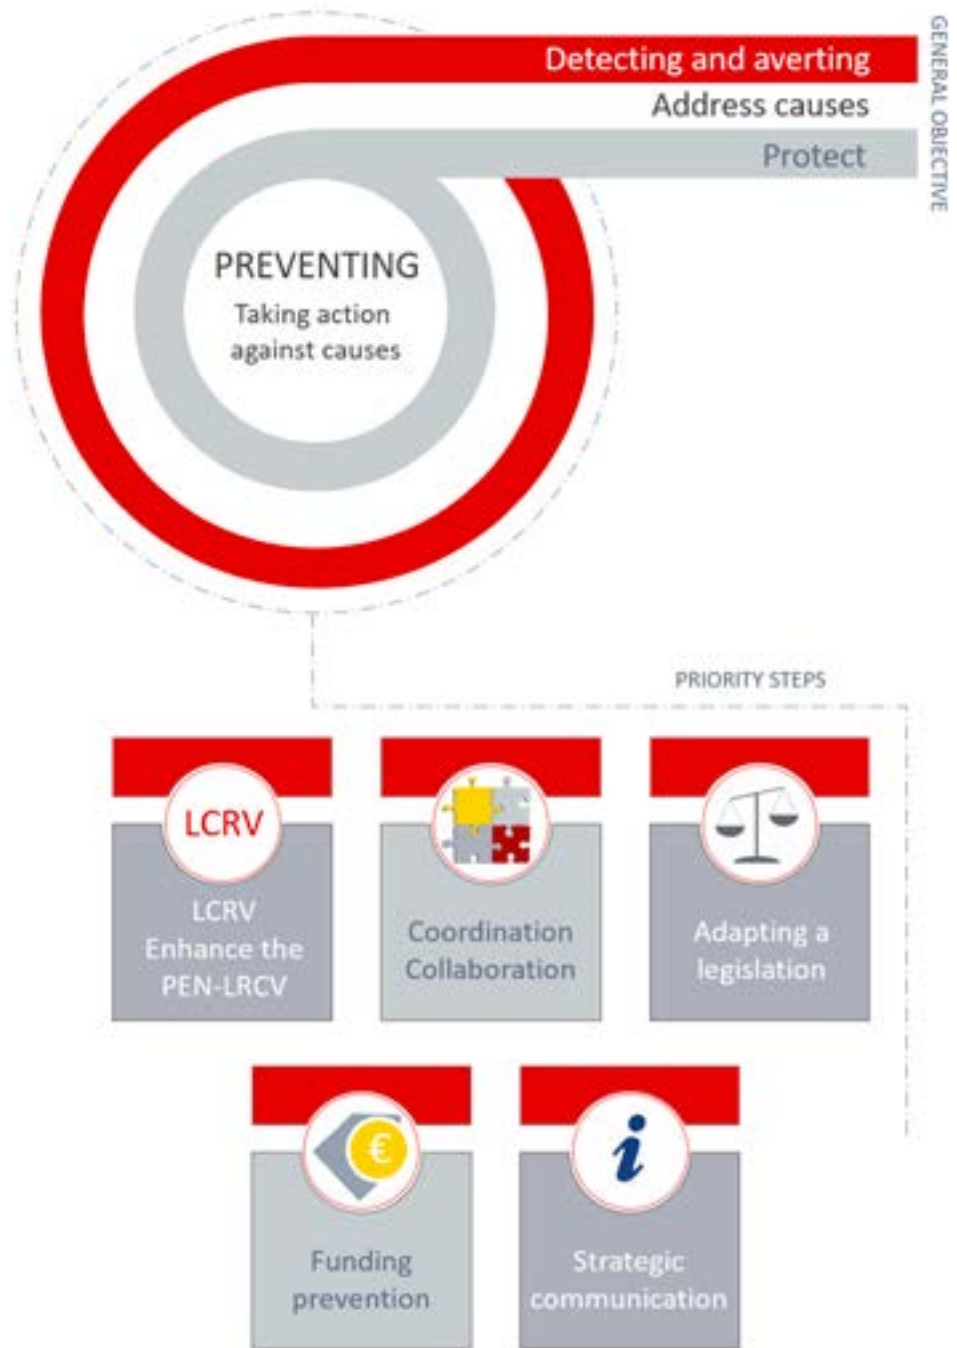 GENERAL OBJECTIVE
Detecting and averting
Address causes
Protect
PREVENTING
Taking action
against causes
PRIORITY STEPS
LCRV
LCRV
Enhance the
PEN-LRCV
Coordination
Collaboration
Adapting a
legislation
€
Funding
prevention
i
Strategic
communication